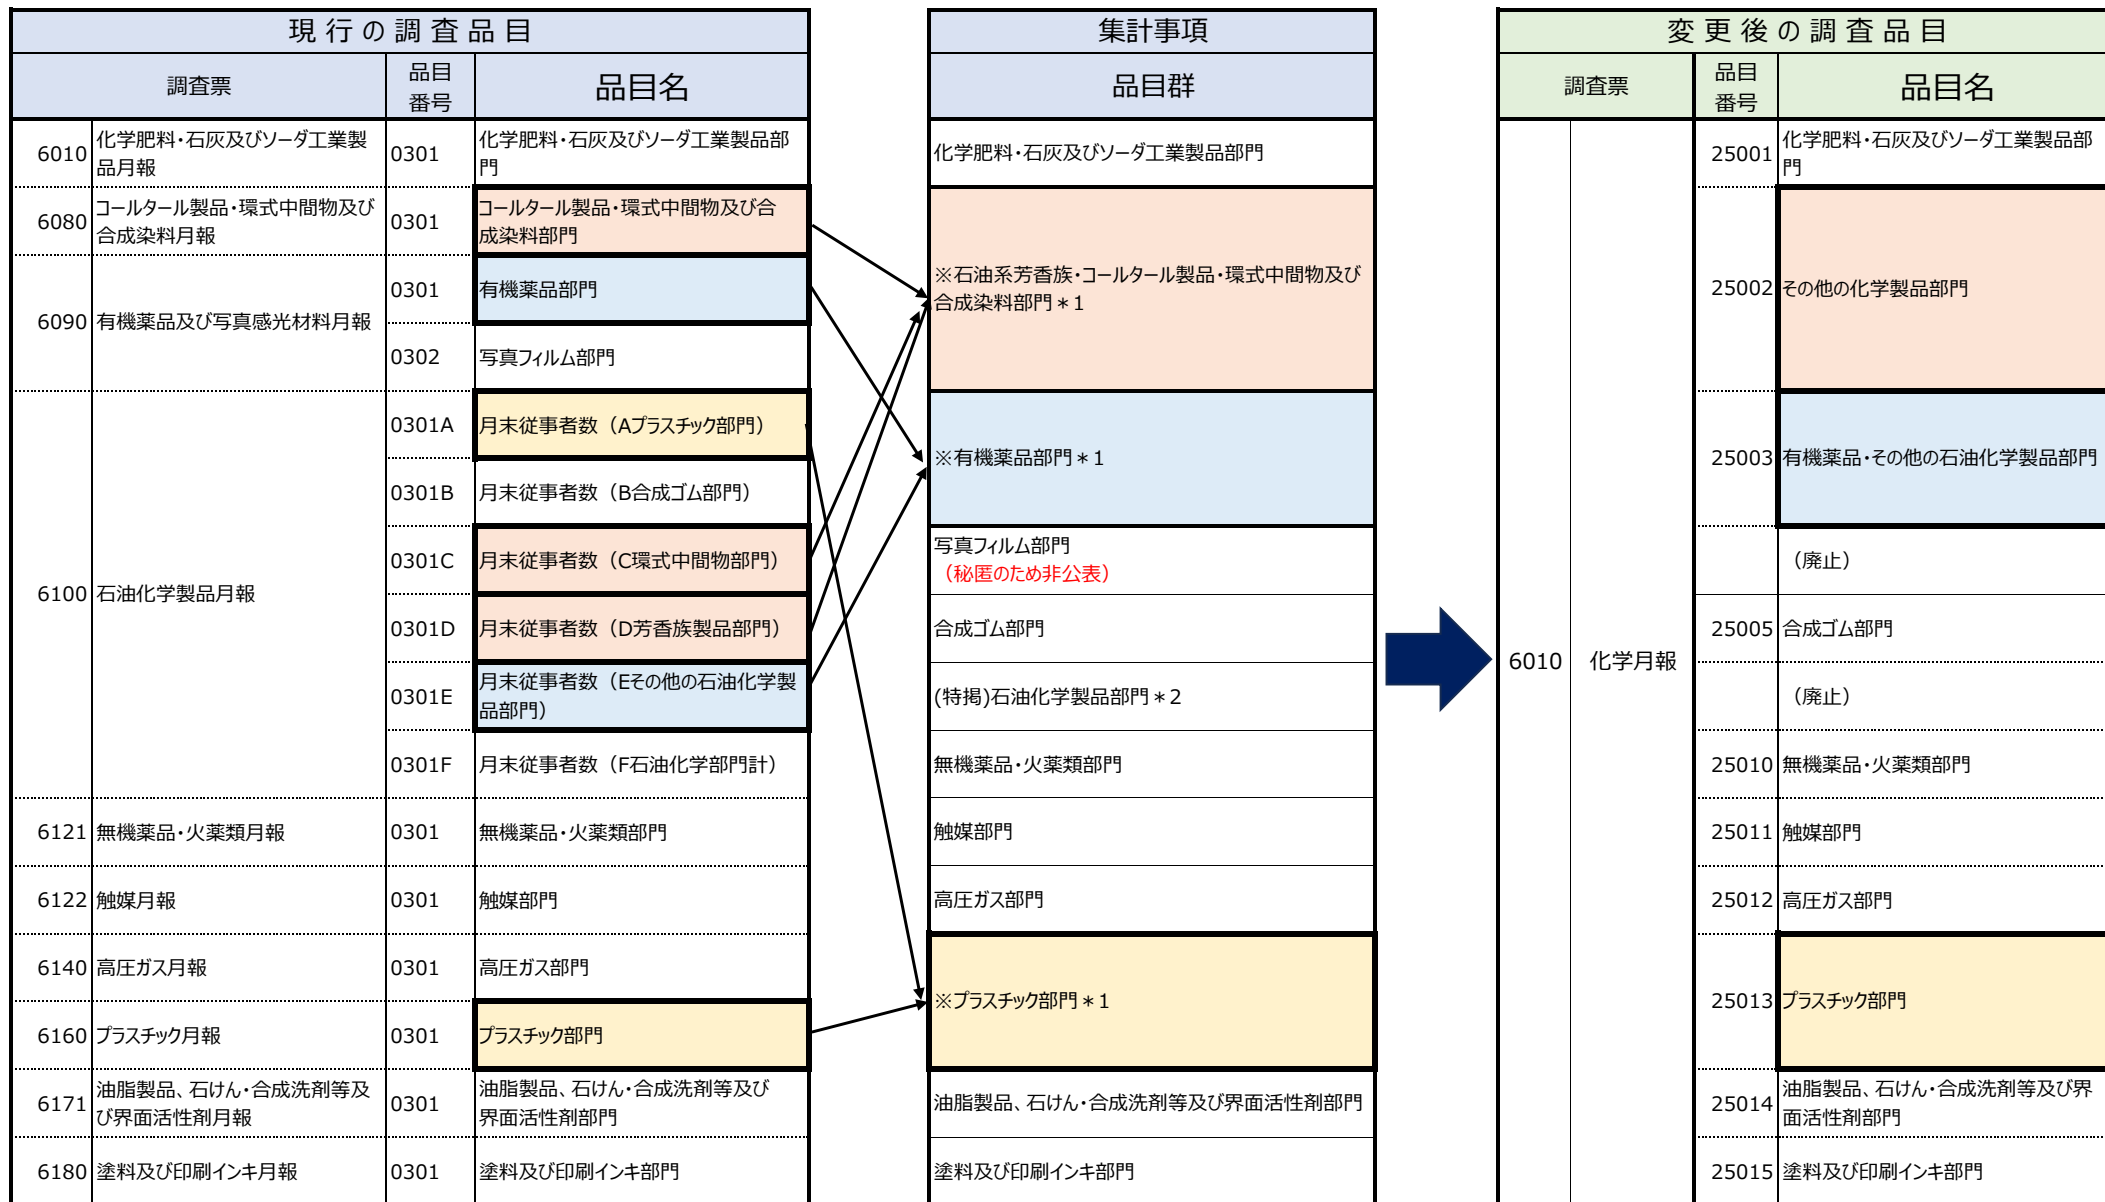 現行の調査品目
調査票
品目
番号
品目名
6010
化学肥料・石灰及びソーダ工業製
品月報
0301
化学肥料・石灰及びソーダ工業製品部
門
6080
コールタール製品・環式中間物及び
合成染料月報
0301
コールタール製品・環式中間物及び合
成染料部門
6090
有機薬品及び写真感光材料月報
0301
有機薬品部門
0302
写真フィルム部門
6100
石油化学製品月報
0301A
月末従事者数（Aプラスチック部門）
0301B
月末従事者数（B合成ゴム部門）
0301C
月末従事者数（C環式中間物部門）
0301D
月末従事者数（D芳香族製品部門）
0301E
月末従事者数（Eその他の石油化学製
品部門）
0301F
月末従事者数（F石油化学部門計）
6121
無機薬品・火薬類月報
0301
無機薬品・火薬類部門
6122
触媒月報
0301
触媒部門
6140
高圧ガス月報
0301
高圧ガス部門
6160
プラスチック月報
0301
プラスチック部門
6171
油脂製品、石けん・合成洗剤等及
び界面活性剤月報
0301
油脂製品、石けん・合成洗剤等及び
界面活性剤部門
6180
塗料及び印刷インキ月報
0301
塗料及び印刷インキ部門
集計事項
品目群
化学肥料・石灰及びソーダ工業製品部門
※石油系芳香族・コールタール製品・環式中間物及び
合成染料部門＊1
※有機薬品部門＊1
写真フィルム部門
（秘匿のため非公表）
合成ゴム部門
(特掲)石油化学製品部門＊2
無機薬品・火薬類部門
触媒部門
高圧ガス部門
※プラスチック部門＊1
油脂製品、石けん・合成洗剤等及び界面活性剤部門
塗料及び印刷インキ部門
変更後の調査品目
調査票
品目
番号
品目名
6010
化学月報
25001
化学肥料・石灰及びソーダ工業製品部
門
25002
その他の化学製品部門
25003
有機薬品・その他の石油化学製品部門
（廃止）
25005
合成ゴム部門
（廃止）
25010
無機薬品・火薬類部門
25011
触媒部門
25012
高圧ガス部門
25013
プラスチック部門
25014
油脂製品、石けん・合成洗剤等及び界
面活性剤部門
25015
塗料及び印刷インキ部門